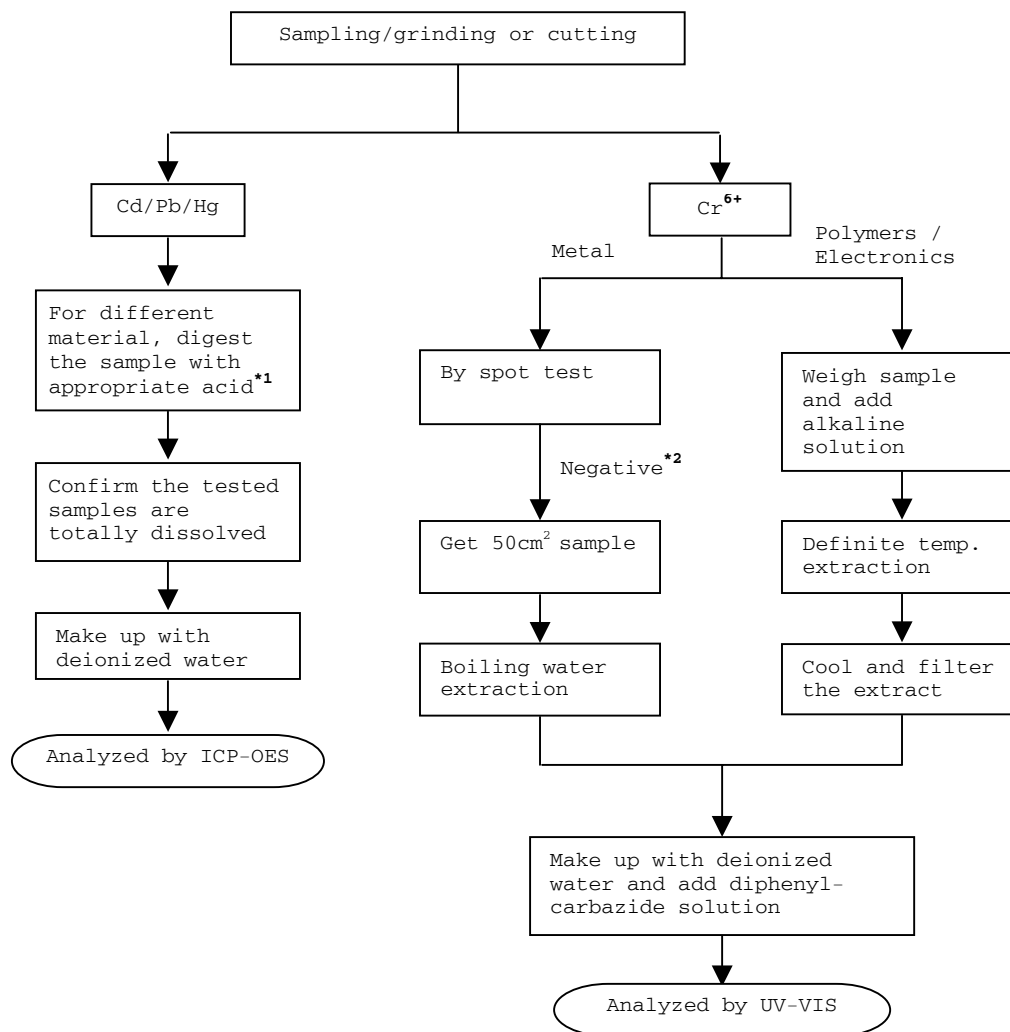 Sampling/grinding or cutting
Cd/Pb/Hg
For different
material, digest
the sample with
appropriate acid*1
Confirm the tested
samples are
totally dissolved
Make up with
deionized water
Analyzed by ICP-OES
Cr6+
Metal
Polymers /
Electronics
By spot test
Negative*2
Get 50cm2 sample
Boiling water
extraction
Weigh sample
and add
alkaline
solution
Definite temp.
extraction
Cool and filter
the extract
Make up with deionized
water and add diphenyl-
carbazide solution
Analyzed by UV-VIS